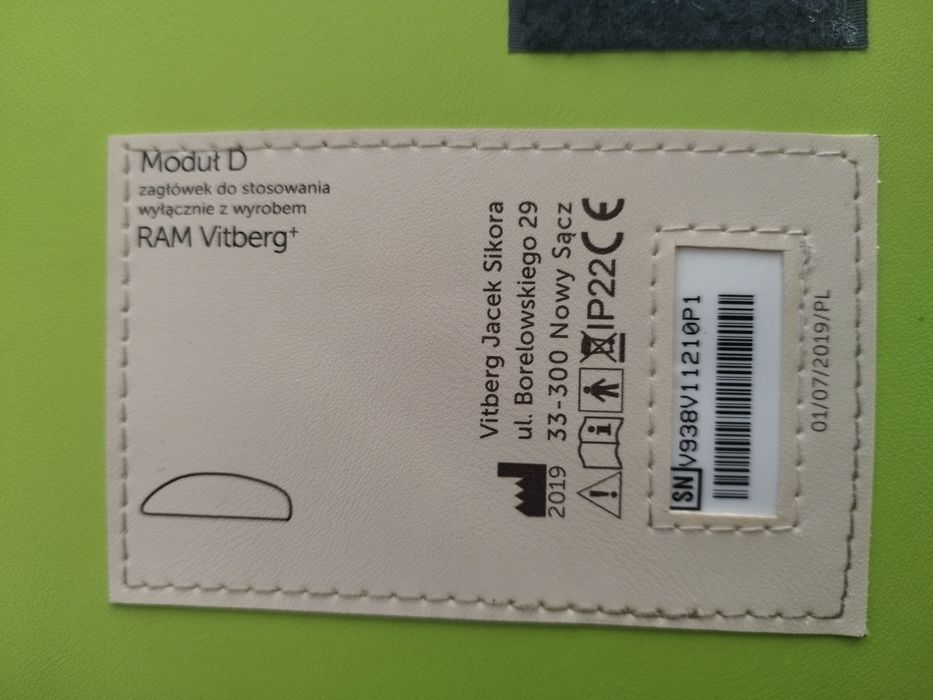 Moduł D
zagłówek do stosowania
wyłącznie z wyrobem
RAM Vitberg+
Vitberg Jacek Sikora
ul. Borelowskiego 29
2019 33-300 Nowy Sącz
IP22 CE
SN V938V11210P1
01/07/2019/PL